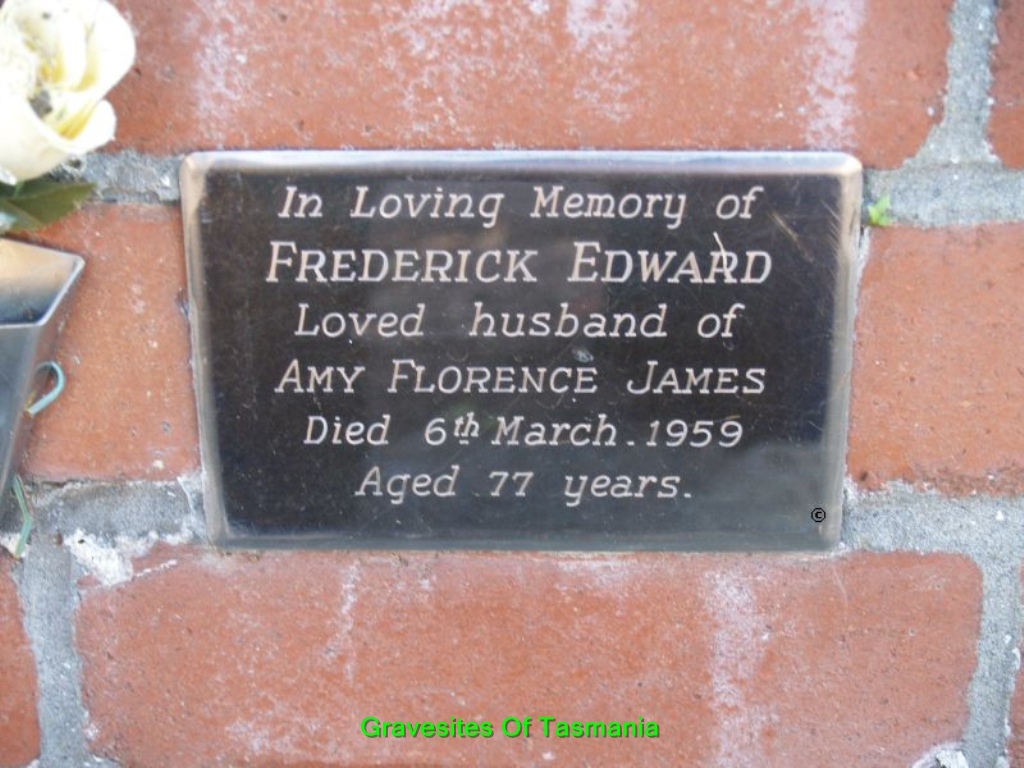 In Loving Memory of
FREDERICK EDWARD
Loved husband of
AMY FLORENCE JAMES
Died 6th March. 1959
Aged 77 years.
©
Gravesites Of Tasmania